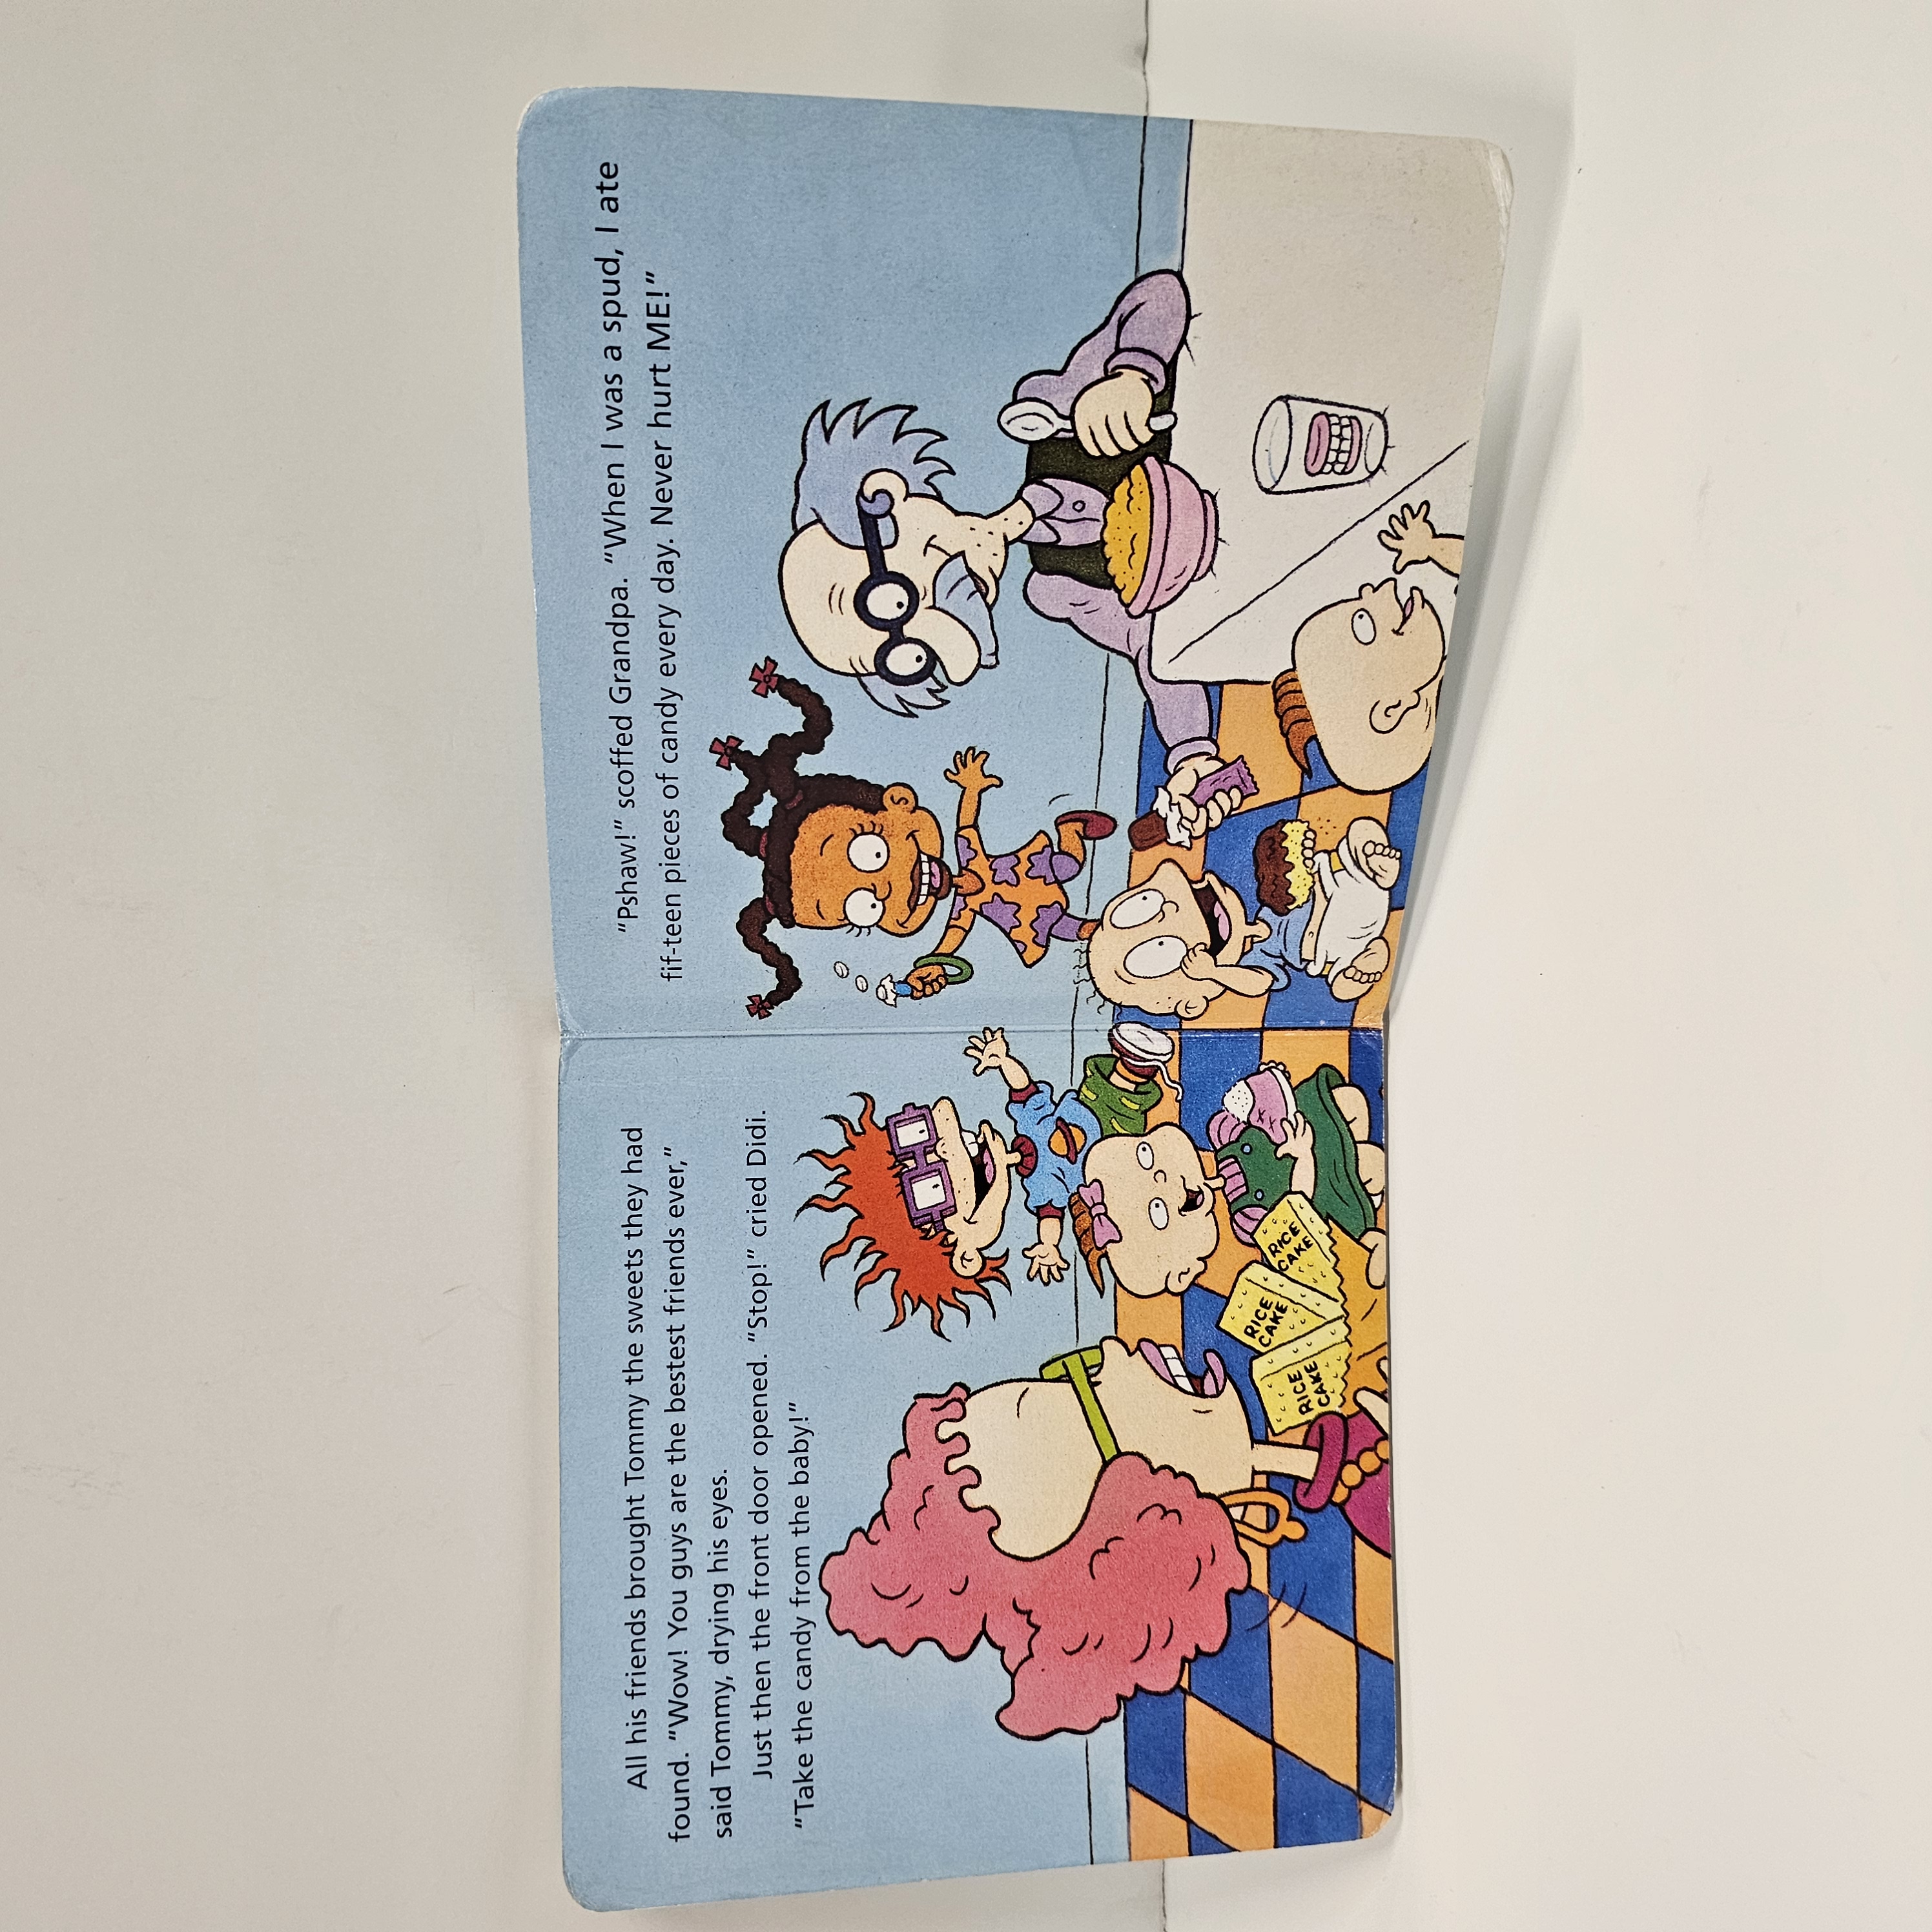 All his friends brought Tommy the sweets they had
found. “Wow! You guys are the bestest friends ever,”
said Tommy, drying his eyes.
Just then the front door opened. “Stop!” cried Didi.
“Take the candy from the baby!”
RICE
CAKE
RICE
CAKE
RICE
CAKE
“Pshaw!” scoffed Grandpa. “When I was a spud, I ate
fif-teen pieces of candy every day. Never hurt ME!”